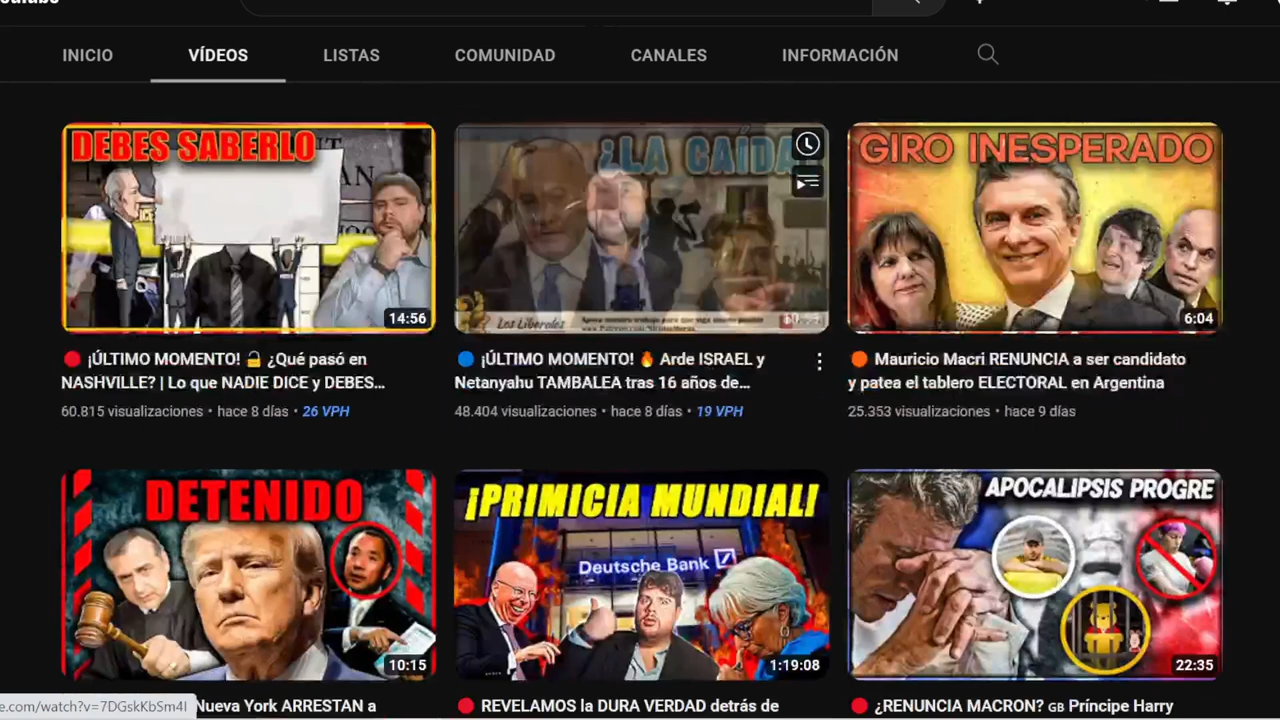 INICIO
VÍDEOS
LISTAS
COMUNIDAD
CANALES
INFORMACIÓN
DEBES SABERLO
14:56
¿LA CAÍDA
Los Liberales
GIRO INESPERADO
6:04
¡ÚLTIMO MOMENTO! ¿Qué pasó en
NASHVILLE? | Lo que NADIE DICE y DEBES...
60.815 visualizaciones • hace 8 días • 26 VPH
¡ÚLTIMO MOMENTO! Arde ISRAEL y
Netanyahu TAMBALEA tras 16 años de...
48.404 visualizaciones • hace 8 días • 19 VPH
Mauricio Macri RENUNCIA a ser candidato
y patea el tablero ELECTORAL en Argentina
25.353 visualizaciones • hace 9 días
DETENIDO
10:15
¡PRIMICIA MUNDIAL!
Deutsche Bank
1:19:08
APOCALIPSIS PROGRE
22:35
e.com/watch?v=7DGskKbSm4I
Nueva York ARRESTAN a
REVELAMOS la DURA VERDAD detrás de
¿RENUNCIA MACRON? GB Príncipe Harry